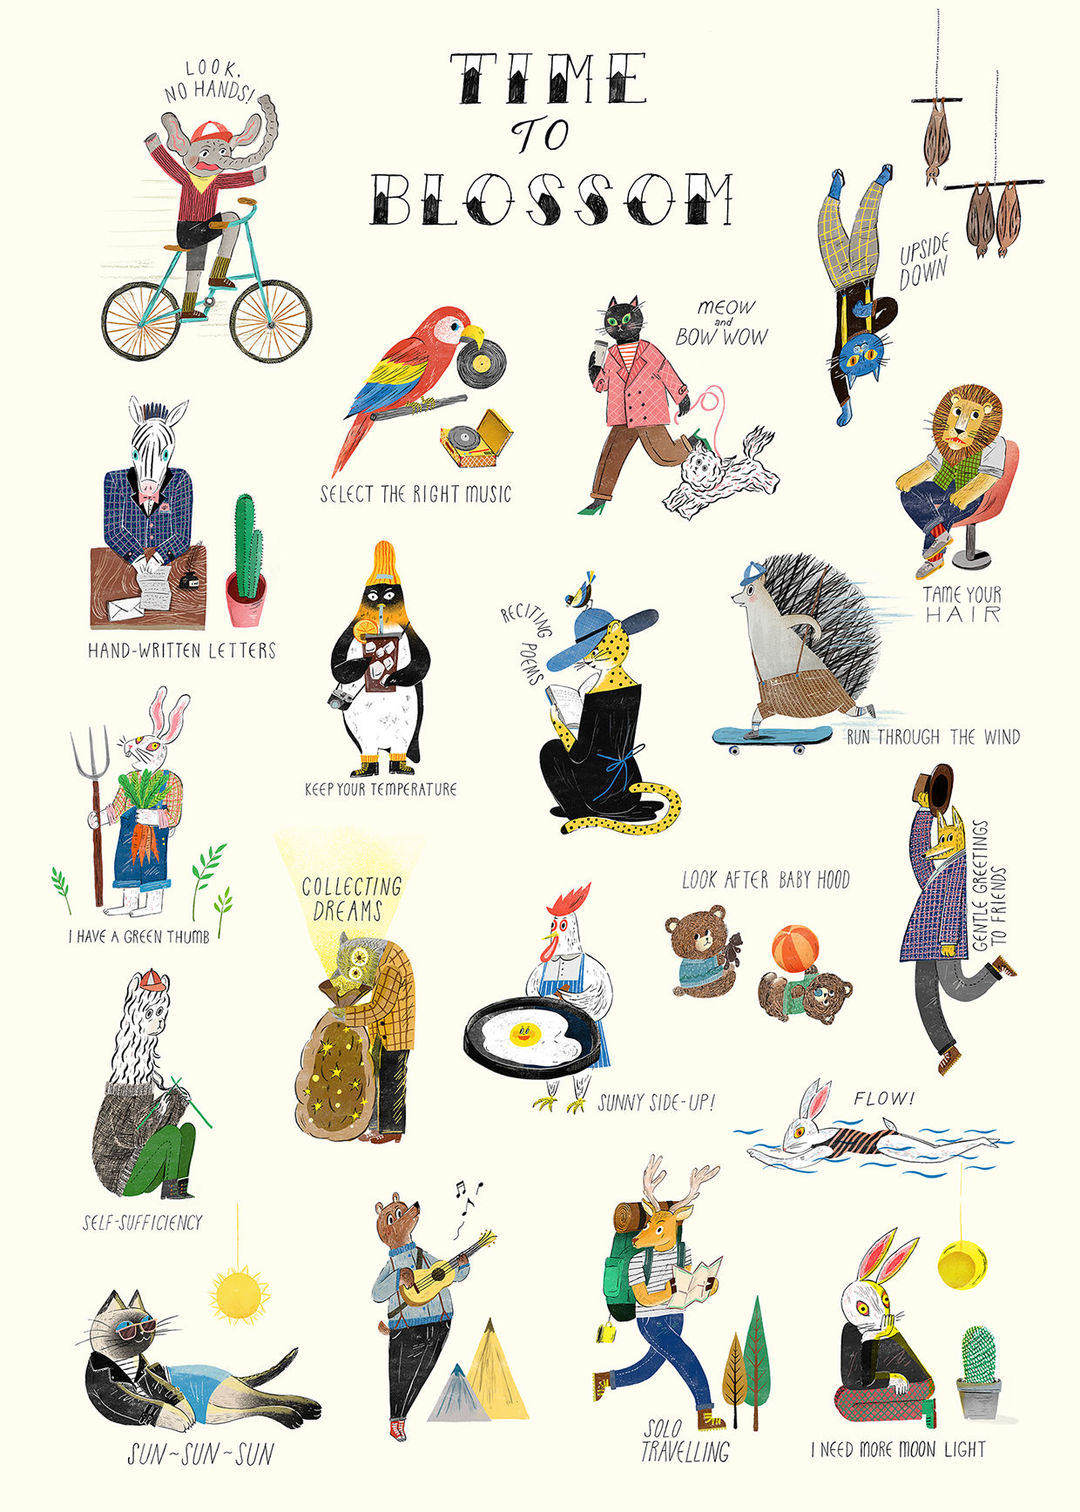 TIME
TO
BLOSSOM
LOOK,
NO HANDS!
UPSIDE
DOWN
MEOW
and
BOW WOW
SELECT THE RIGHT MUSIC
TAME YOUR
HAIR
HAND-WRITTEN LETTERS
RECITING
POEMS
RUN THROUGH THE WIND
KEEP YOUR TEMPERATURE
GENTLE GREETINGS
TO FRIENDS
I HAVE A GREEN THUMB
COLLECTING
DREAMS
LOOK AFTER BABY HOOD
SUNNY SIDE-UP!
FLOW!
SELF-SUFFICIENCY
SUN~SUN~SUN
SOLO
TRAVELLING
I NEED MORE MOON LIGHT